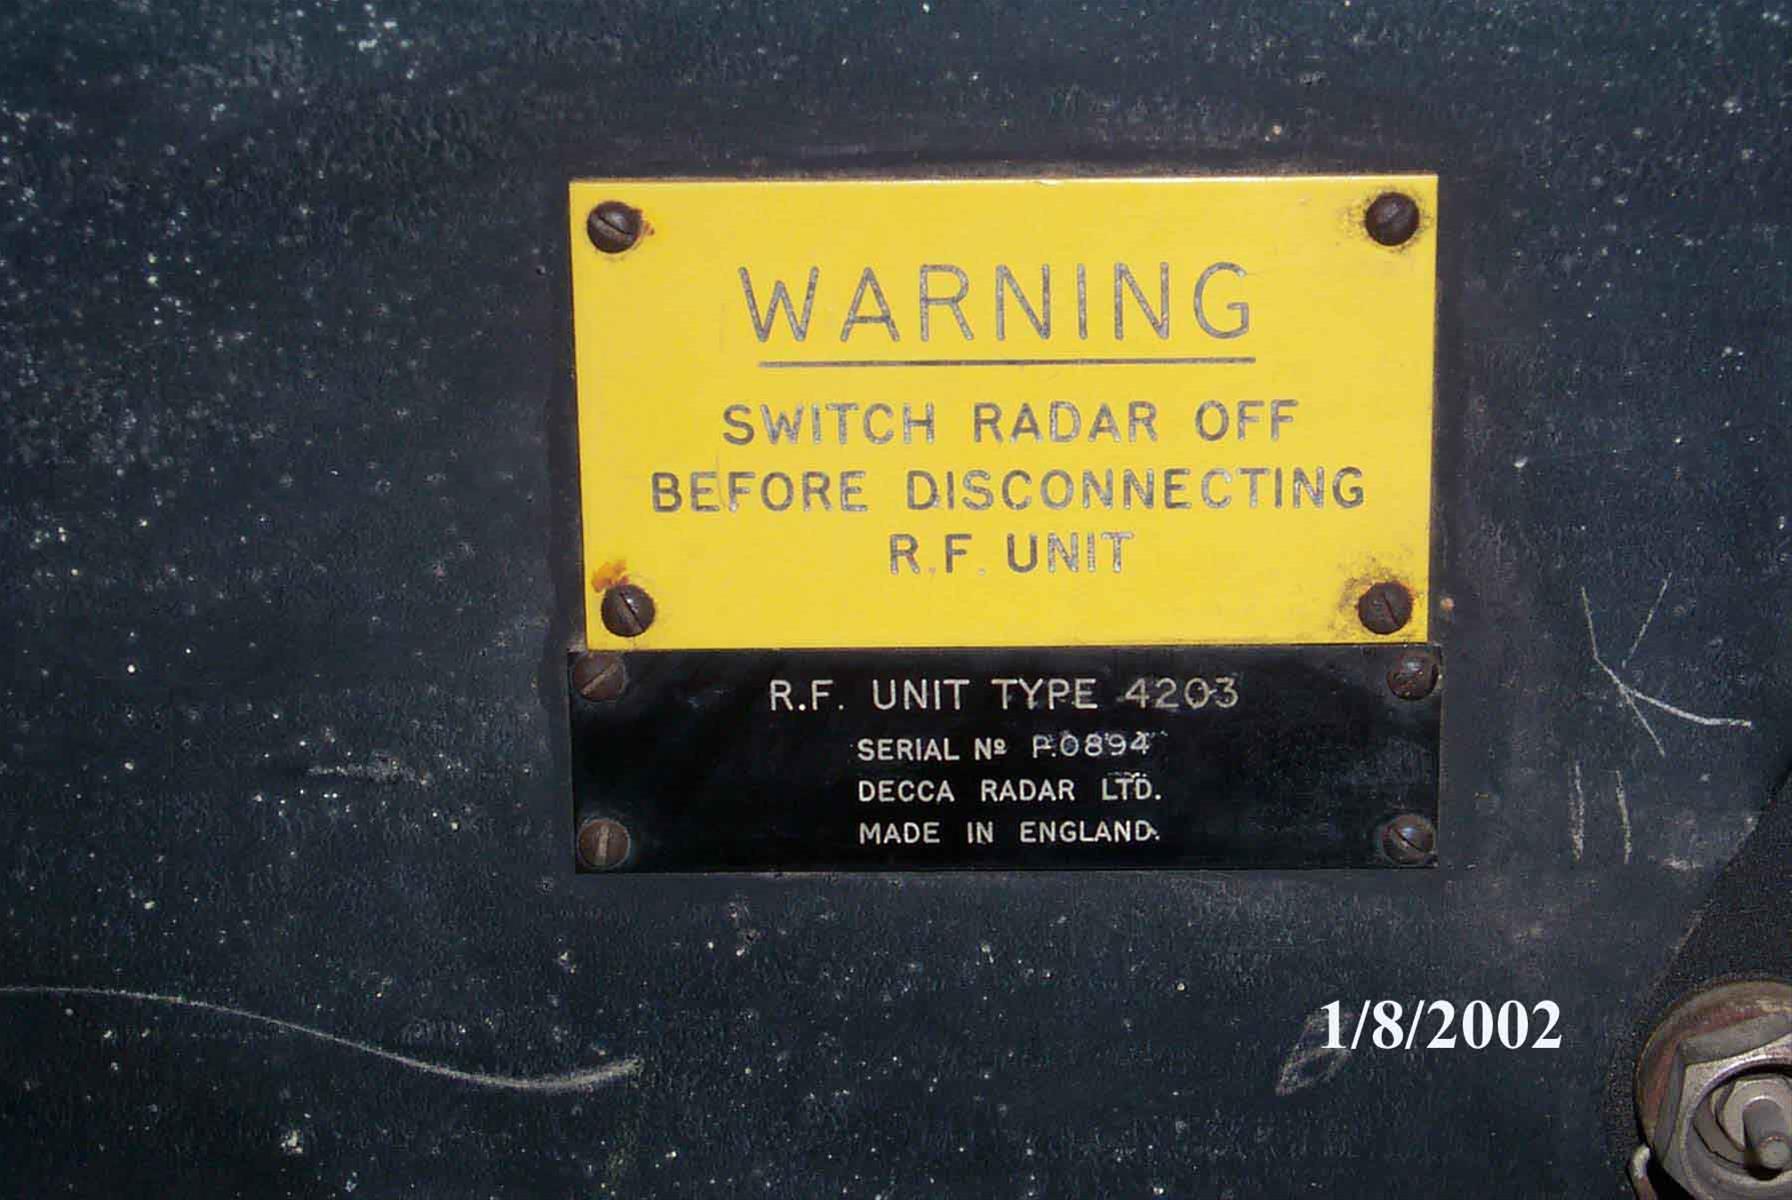 WARNING
SWITCH RADAR OFF
BEFORE DISCONNECTING
R.F. UNIT
R.F. UNIT TYPE 4203
SERIAL Nº P.0894
DECCA RADAR LTD.
MADE IN ENGLAND.
1/8/2002